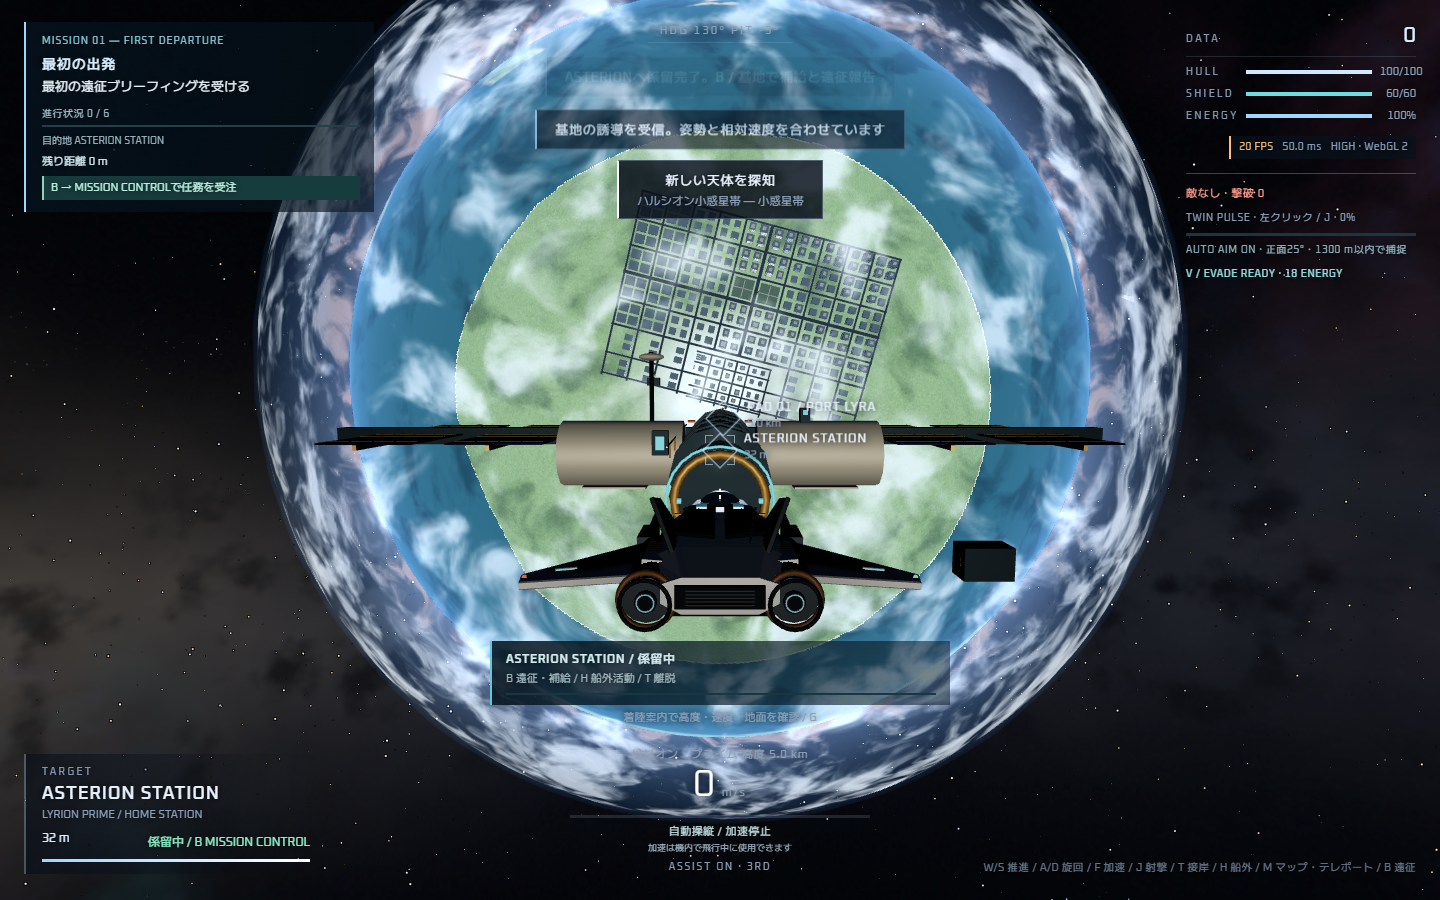 MISSION 01 — FIRST DEPARTURE
最初の出発
最初の遠征ブリーフィングを受ける
進行状況 0 / 6
目的地 ASTERION STATION
残り距離 0 m
B → MISSION CONTROLで任務を受注
HDG 130°
基地の誘導を受信。姿勢と相対速度を合わせています
新しい天体を探知
ハルシオン小惑星帯 — 小惑星帯
DATA 0
HULL 100/100
SHIELD 60/60
ENERGY 100%
20 FPS 50.0 ms HIGH · WebGL 2
敵なし · 撃破 0
TWIN PULSE · 左クリック / J · 0%
AUTO AIM ON · 正面25° · 1300 m以内で捕捉
V / EVADE READY · 18 ENERGY
PORT LYRA
ASTERION STATION
32 m
ASTERION STATION / 係留中
B 遠征・補給 / H 船外活動 / T 離脱
高度 5.0 km
0 m/s
自動操縦 / 加速停止
加速は機内で飛行中に使用できます
ASSIST ON · 3RD
TARGET
ASTERION STATION
LYRION PRIME / HOME STATION
32 m 係留中 / B MISSION CONTROL
W/S 推進 / A/D 旋回 / F 加速 / J 射撃 / T 接岸 / H 船外 / M マップ・テレポート / B 遠征